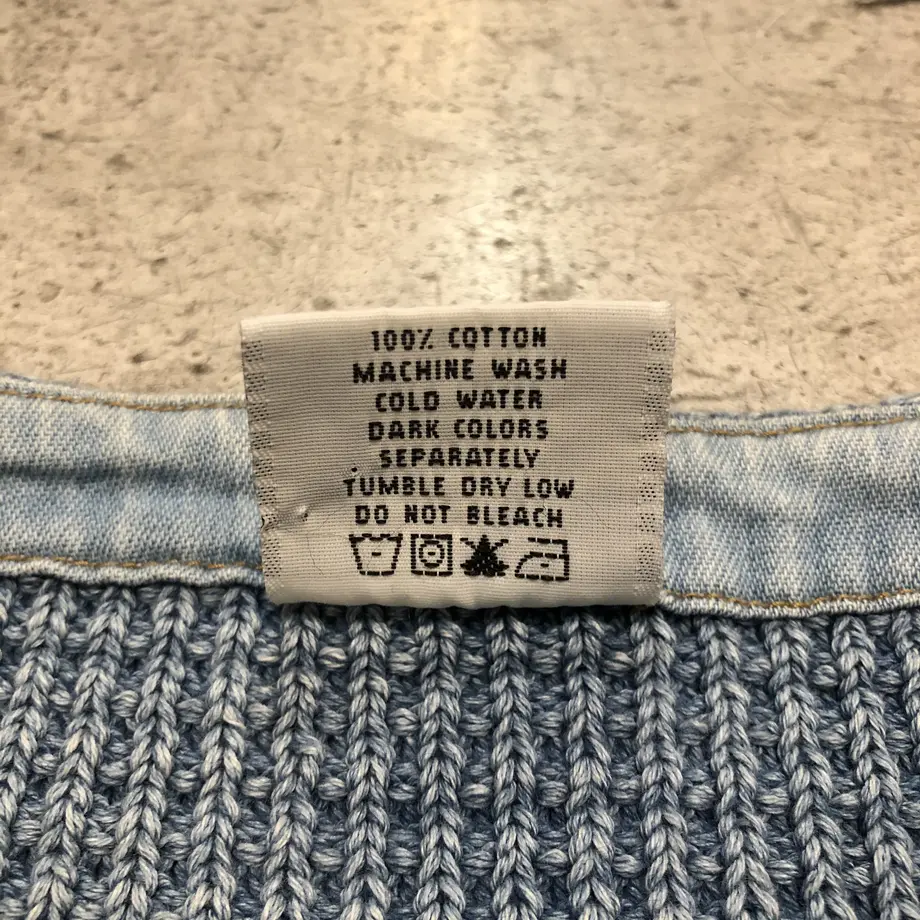 100% COTTON
MACHINE WASH
COLD WATER
DARK COLORS
SEPARATELY
TUMBLE DRY LOW
DO NOT BLEACH